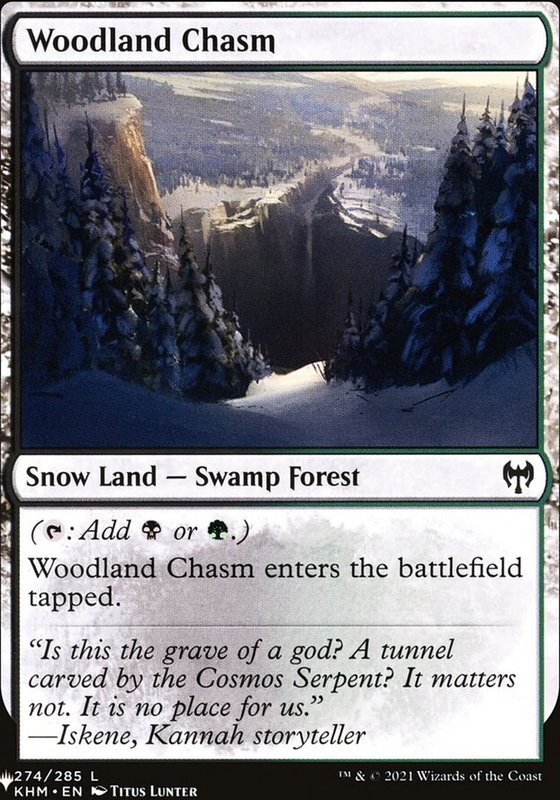 Woodland Chasm
Snow Land — Swamp Forest
(: Add or .)
Woodland Chasm enters the battlefield
tapped.
“Is this the grave of a god? A tunnel
carved by the Cosmos Serpent? It matters
not. It is no place for us.”
—Iskene, Kannah storyteller
274/285 L
KHM • EN Titus Lunter
™ & © 2021 Wizards of the Coast